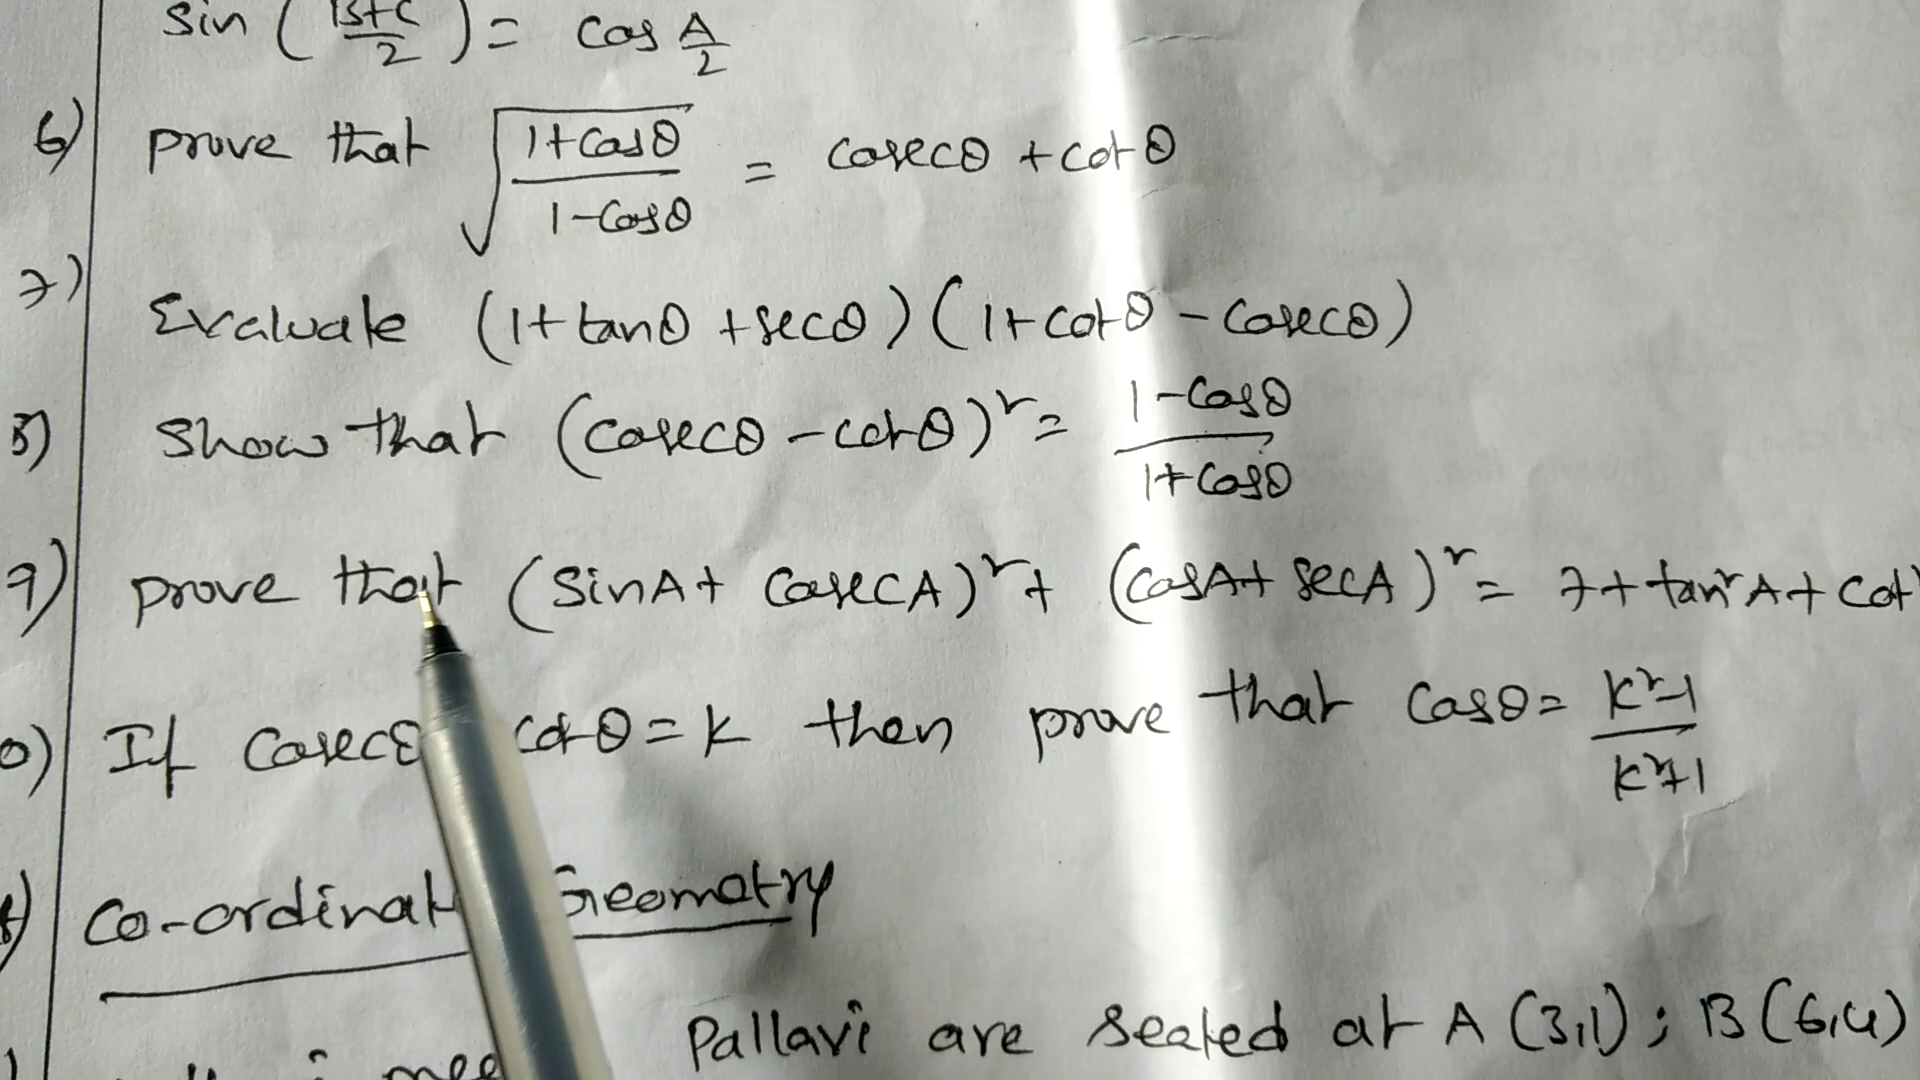 sin (B+C/2) = cos A/2
6) prove that √(1+cosθ/1-cosθ) = cosecθ + cotθ
7) Evaluate (1+tanθ+secθ)(1+cotθ-cosecθ)
8) Show that (cosecθ-cotθ)² = 1-cosθ/1+cosθ
9) prove that (sinA+ cosecA)²+ (cosA+ secA)² = 7+tan²A+cot
0) If cosecθ cotθ=k then prove that cosθ= k²-1/k²+1
Co-ordinat Geometry
Pallavi are seated at A (3,1); B (6,4)